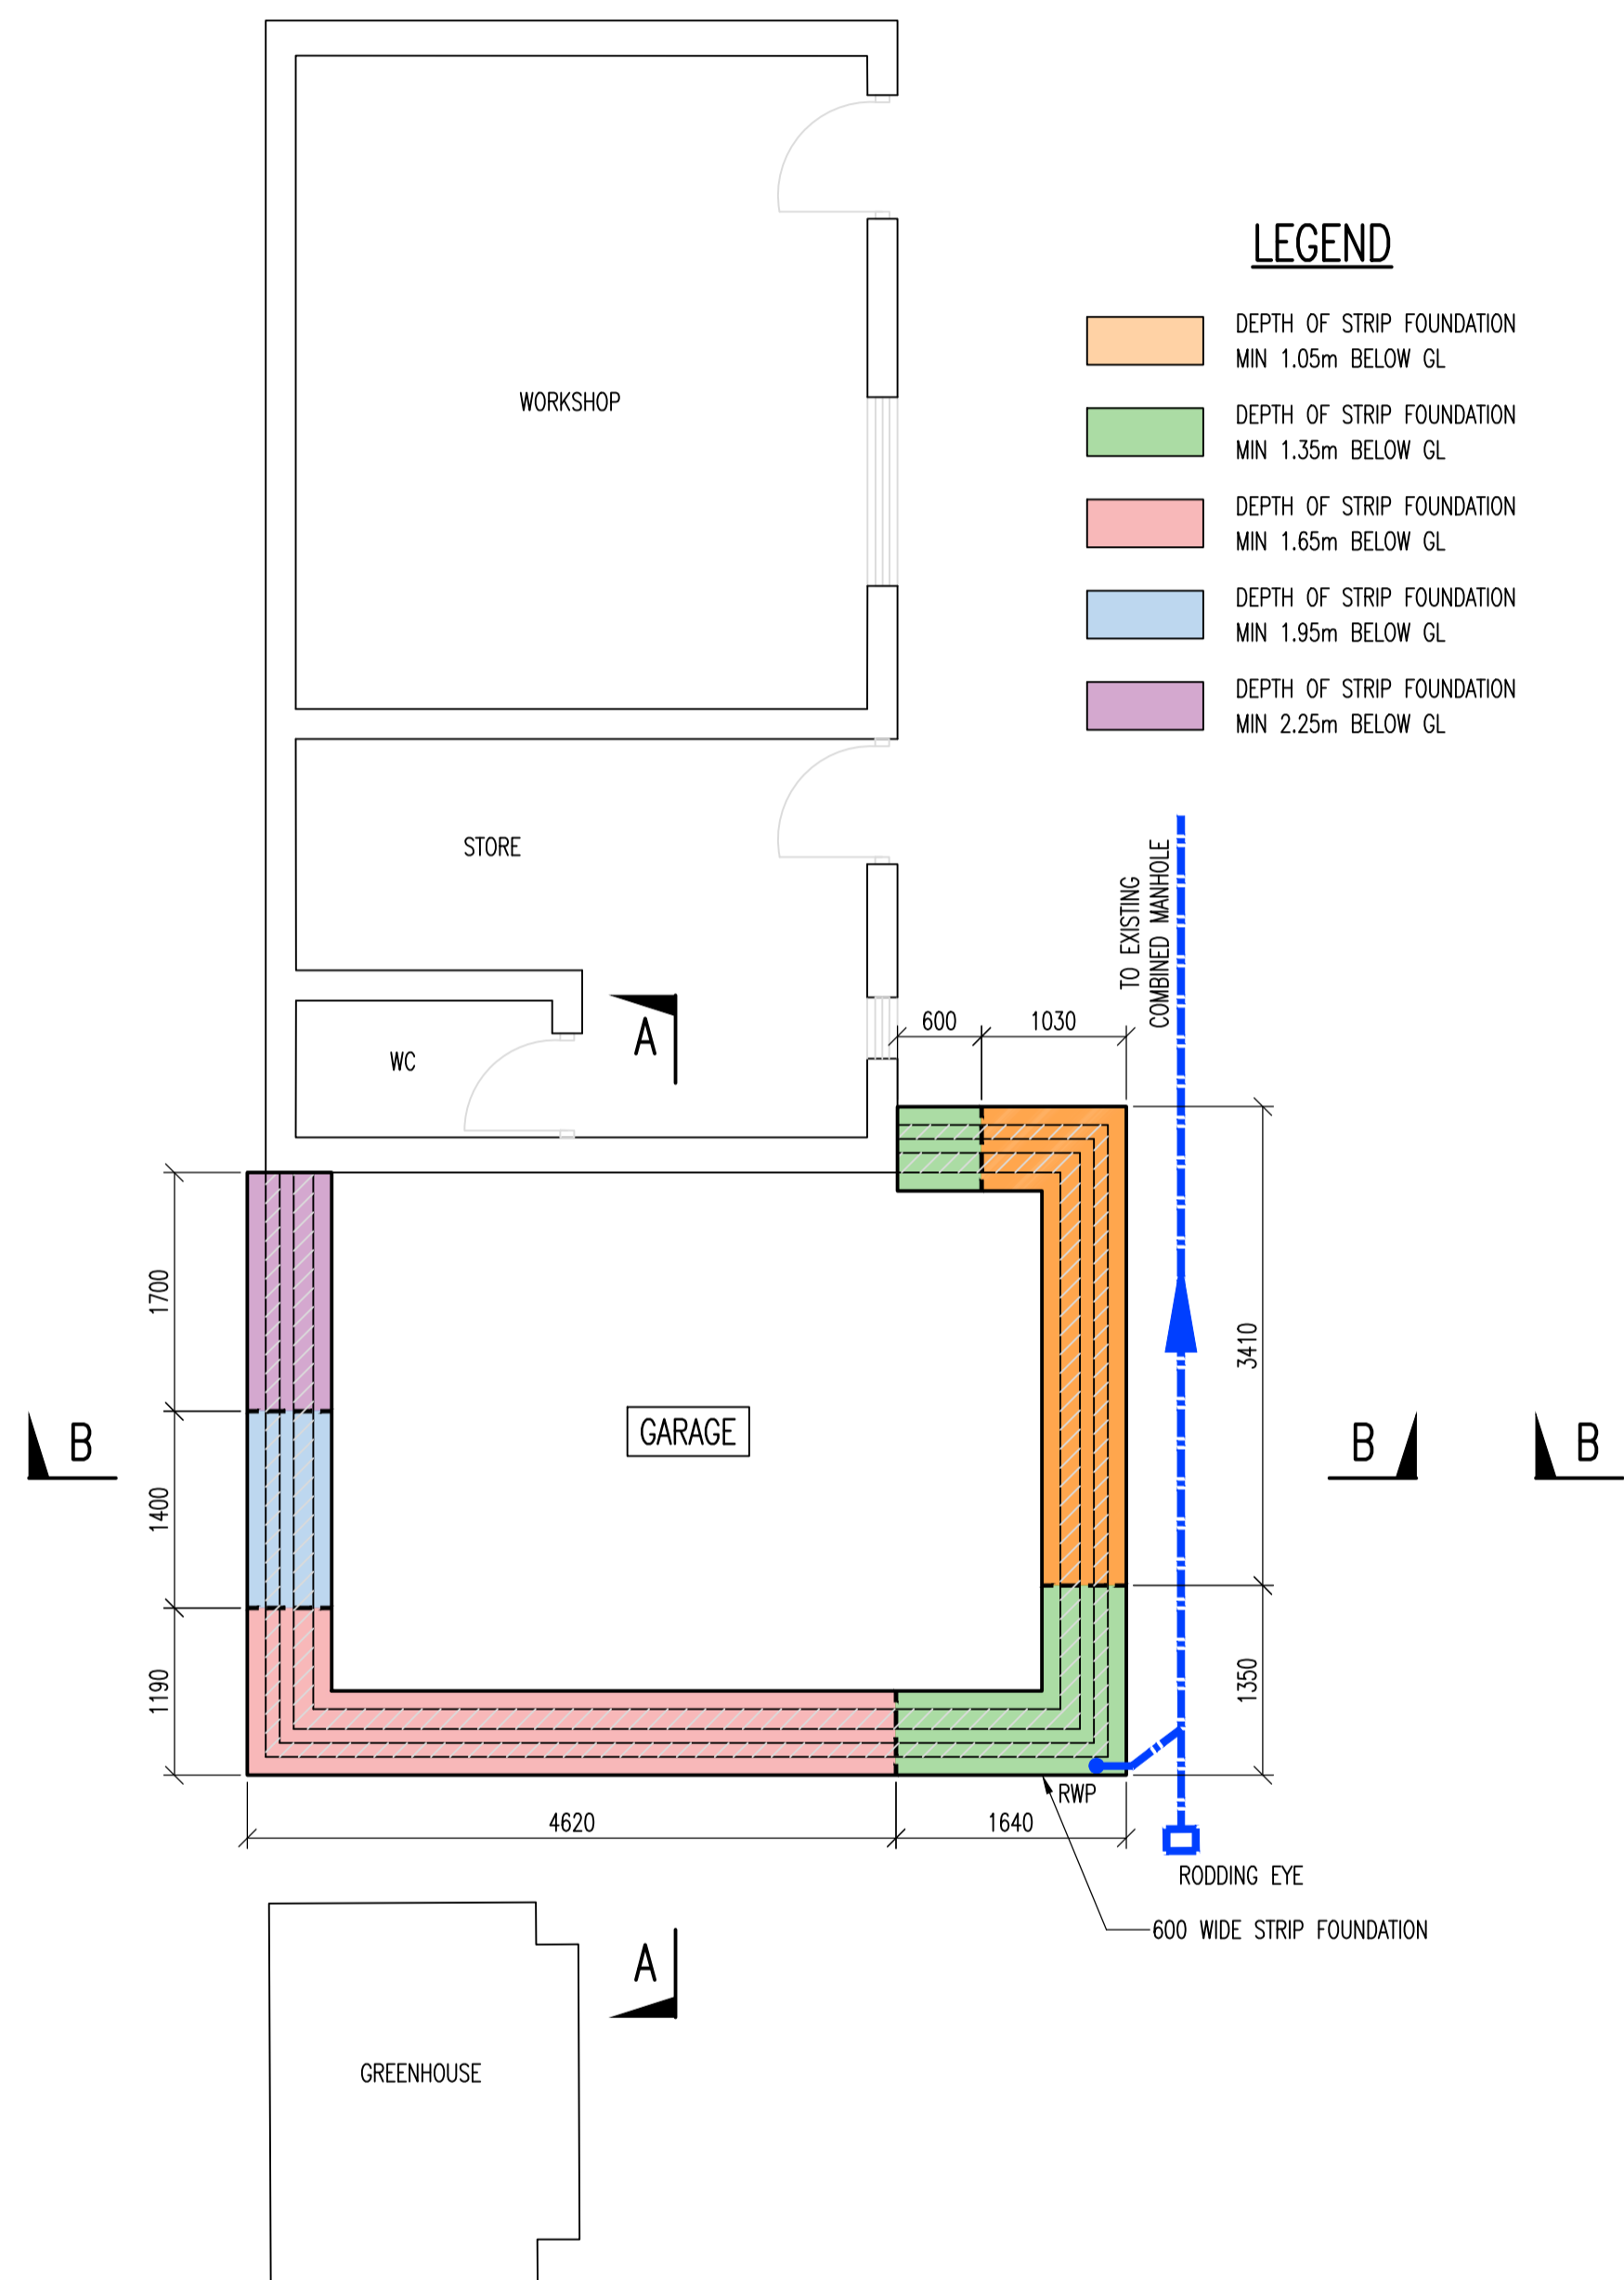 LEGEND
DEPTH OF STRIP FOUNDATION
MIN 1.05m BELOW GL
DEPTH OF STRIP FOUNDATION
MIN 1.35m BELOW GL
DEPTH OF STRIP FOUNDATION
MIN 1.65m BELOW GL
DEPTH OF STRIP FOUNDATION
MIN 1.95m BELOW GL
DEPTH OF STRIP FOUNDATION
MIN 2.25m BELOW GL
WORKSHOP
STORE
WC
A
TO EXISTING
COMBINED MANHOLE
600
1030
1700
1400
1190
3410
1350
B
GARAGE
B
B
RWP
4620
1640
RODDING EYE
600 WIDE STRIP FOUNDATION
A
GREENHOUSE